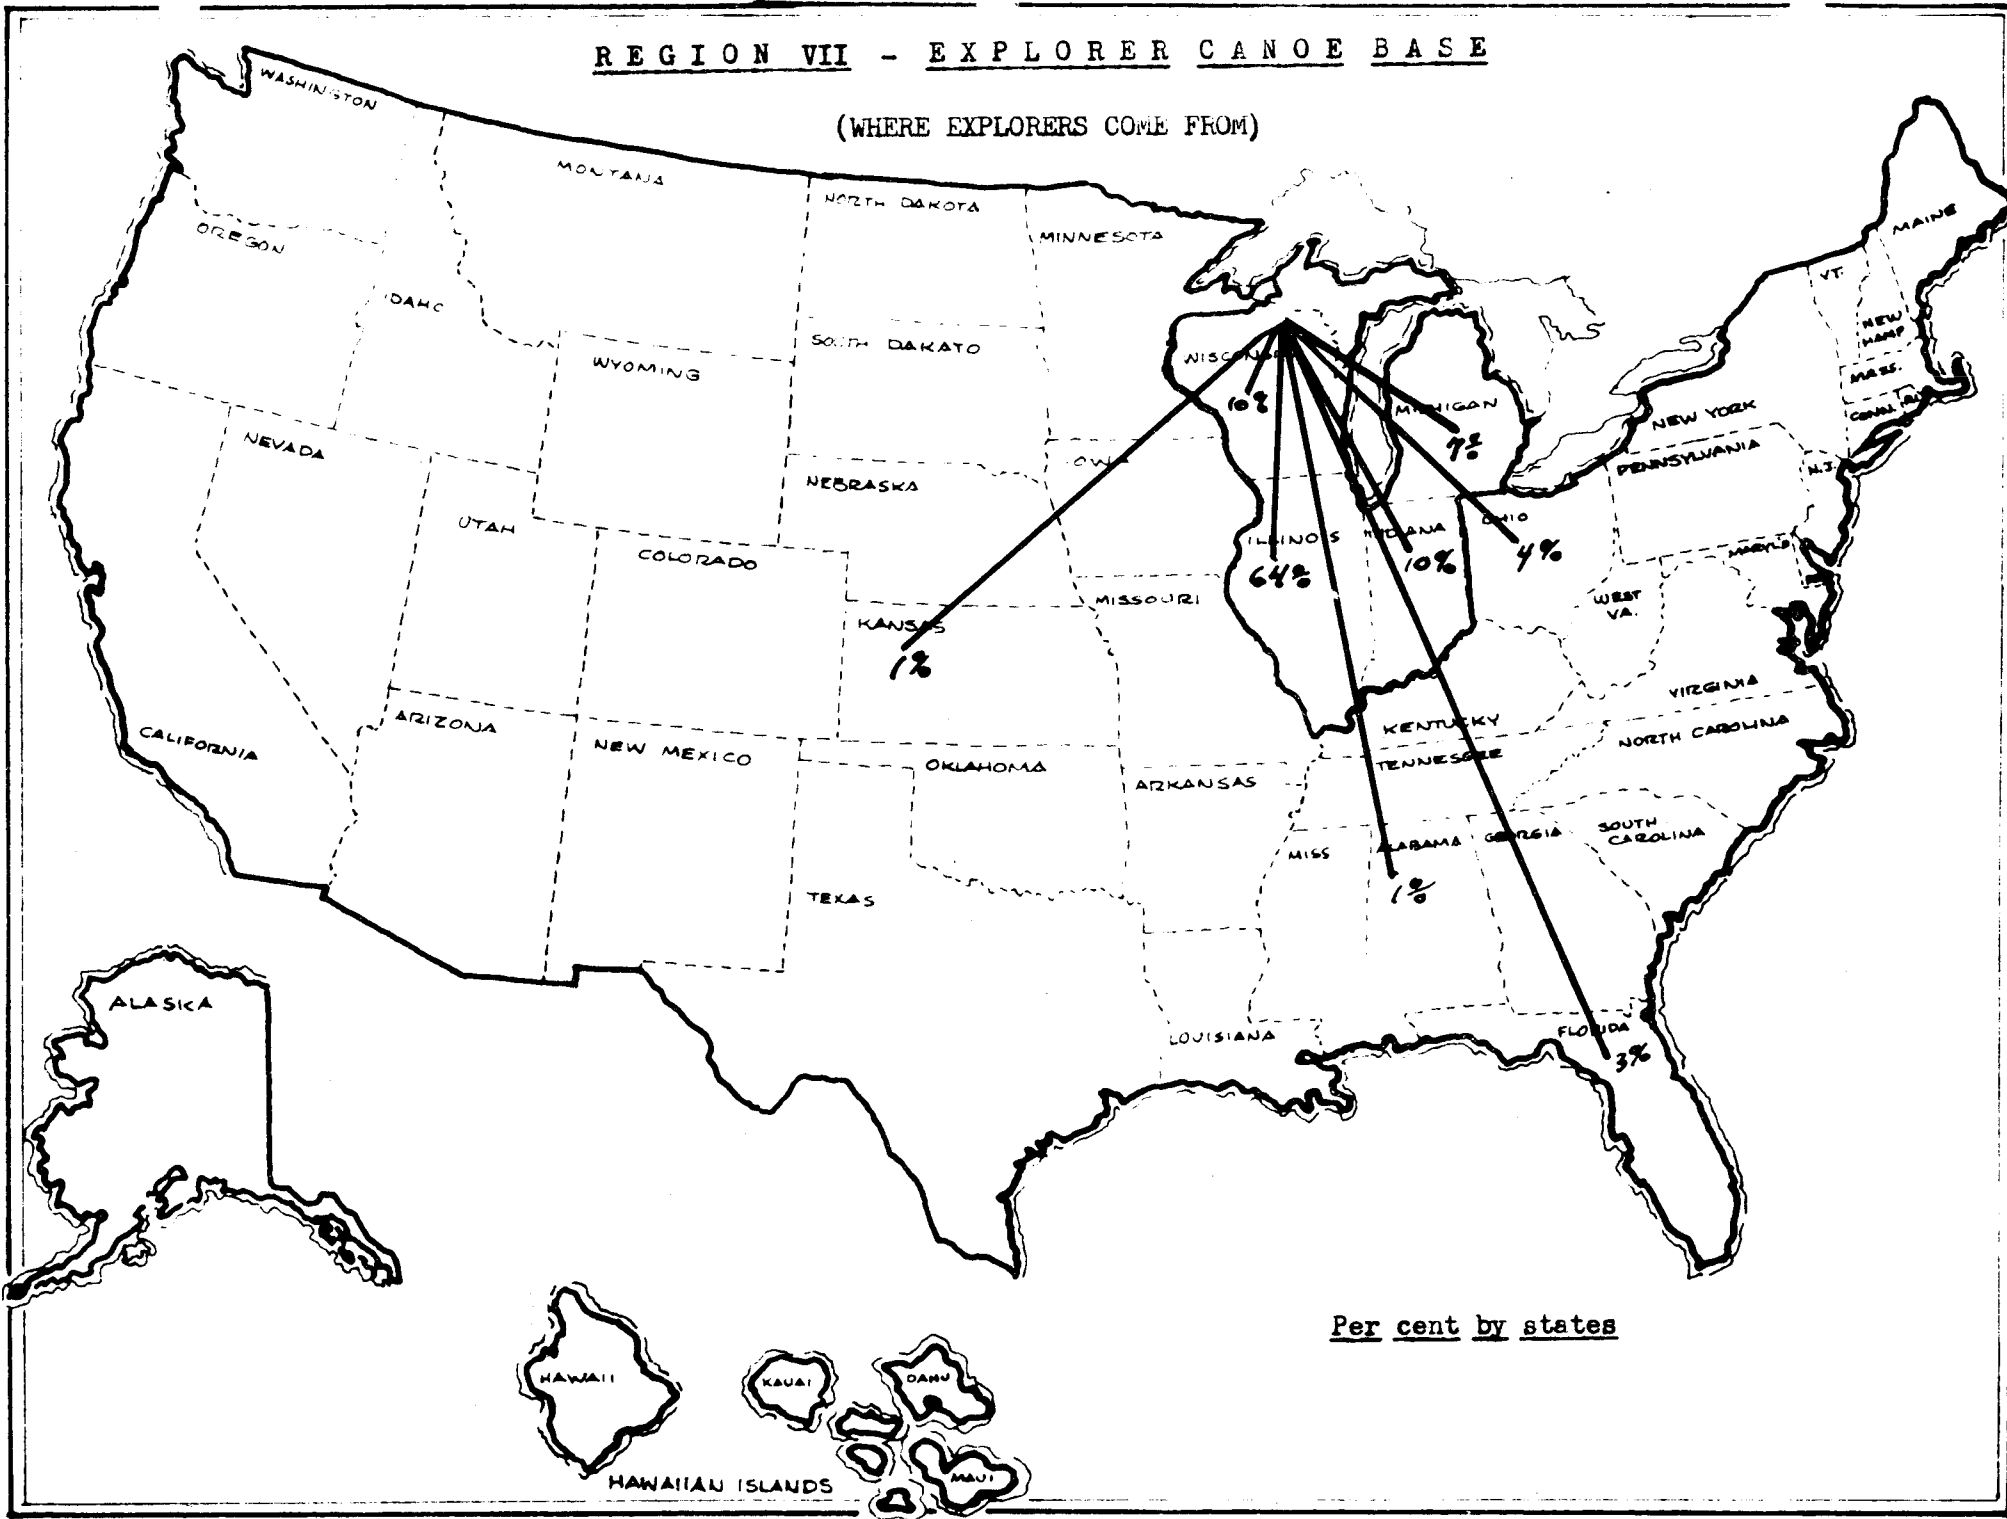 REGION VII - EXPLORER CANOE BASE
(WHERE EXPLORERS COME FROM)
WASHINGTON
MONTANA
NORTH DAKOTA
MINNESOTA
MAINE
OREGON
VT.
IDAHO
NEW HAMP
SOUTH DAKATO
WYOMING
WISCONSIN
MASS.
10%
MICHIGAN
CONN.
R.I.
NEW YORK
7%
NEVADA
IOWA
PENNSYLVANIA
N.J.
NEBRASKA
UTAH
COLORADO
ILLINOIS
INDIANA
OHIO
MARYL'D
64%
10%
4%
MISSOURI
WEST VA.
KANSAS
1%
VIRGINIA
ARIZONA
KENTUCKY
NORTH CAROLINA
CALIFORNIA
NEW MEXICO
OKLAHOMA
TENNESSEE
ARKANSAS
MISS
ALABAMA
GEORGIA
SOUTH CAROLINA
1%
TEXAS
ALASKA
LOUISIANA
FLORIDA
3%
Per cent by states
HAWAII
KAUAI
OAHU
MAUI
HAWAIIAN ISLANDS